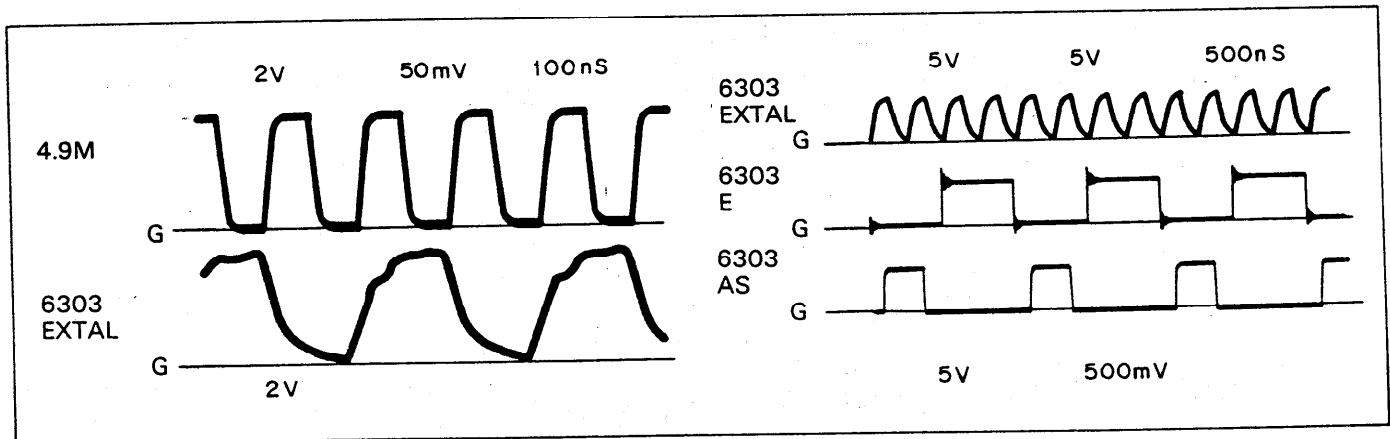 2V 50mV 100nS
4.9M
G
6303
EXTAL
G
2V
5V 5V 500nS
6303
EXTAL
G
6303
E
G
6303
AS
G
5V 500mV